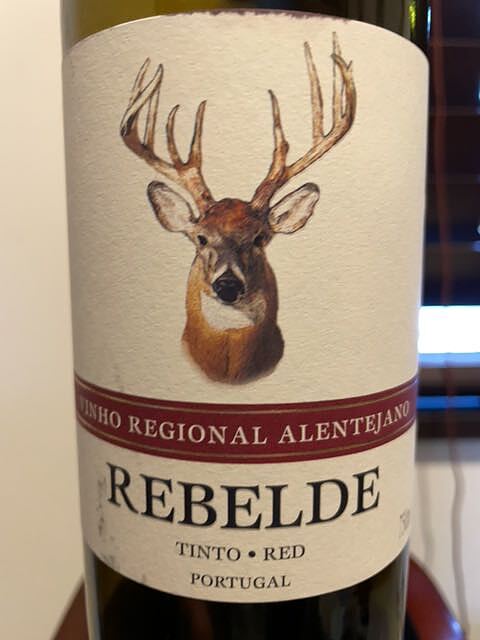 VINHO REGIONAL ALENTEJANO
REBELDE
TINTO • RED
PORTUGAL